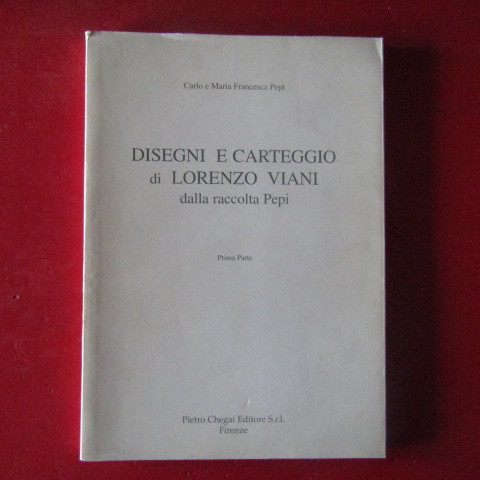 Carlo e Maria Francesca Pepi
DISEGNI E CARTEGGIO
di LORENZO VIANI
dalla raccolta Pepi
Prima Parte
Pietro Chegai Editore S.r.l.
Firenze